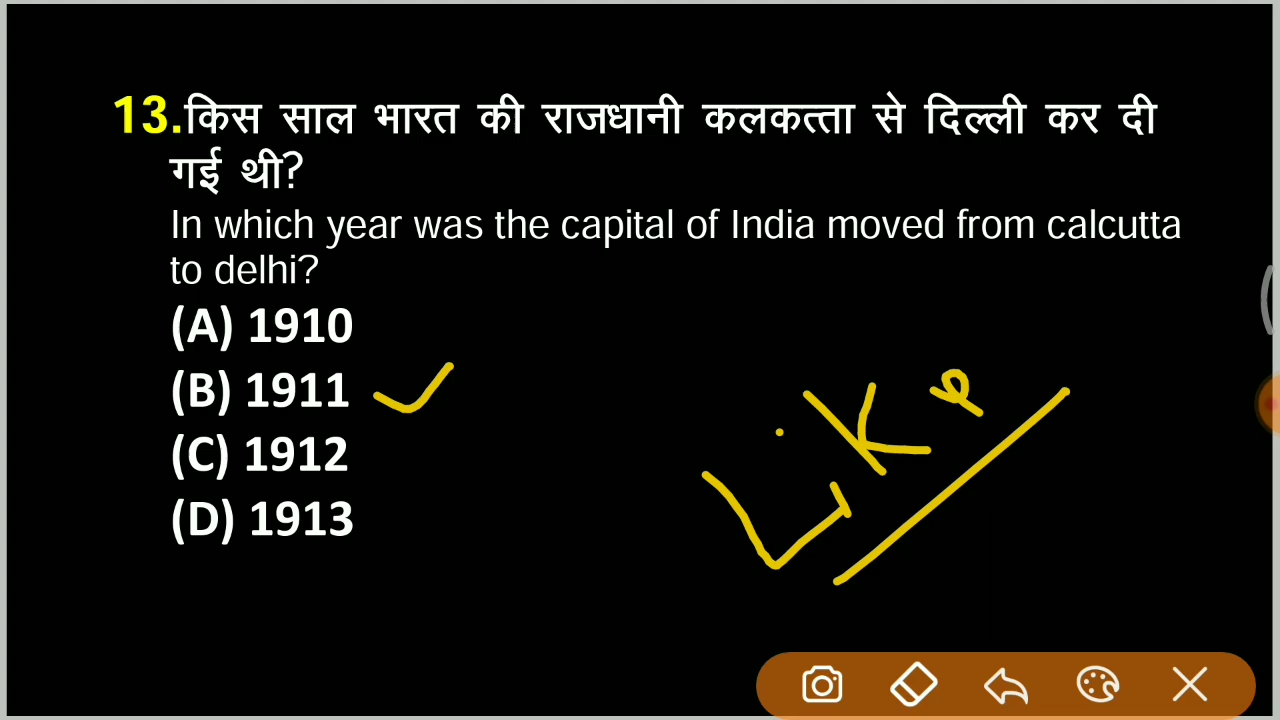 13.किस साल भारत की राजधानी कलकत्ता से दिल्ली कर दी
गई थी?
In which year was the capital of India moved from calcutta
to delhi?
(A) 1910
(B) 1911
(C) 1912
(D) 1913
Like